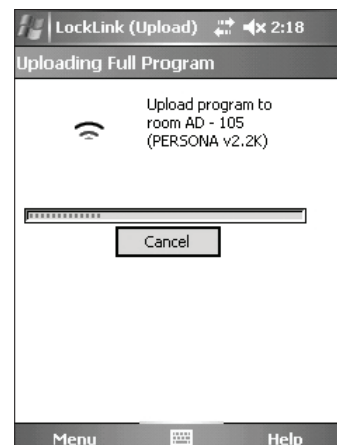 LockLink (Upload) 2:18
Uploading Full Program
Upload program to
room AD - 105
(PERSONA v2.2K)
Cancel
Menu Help